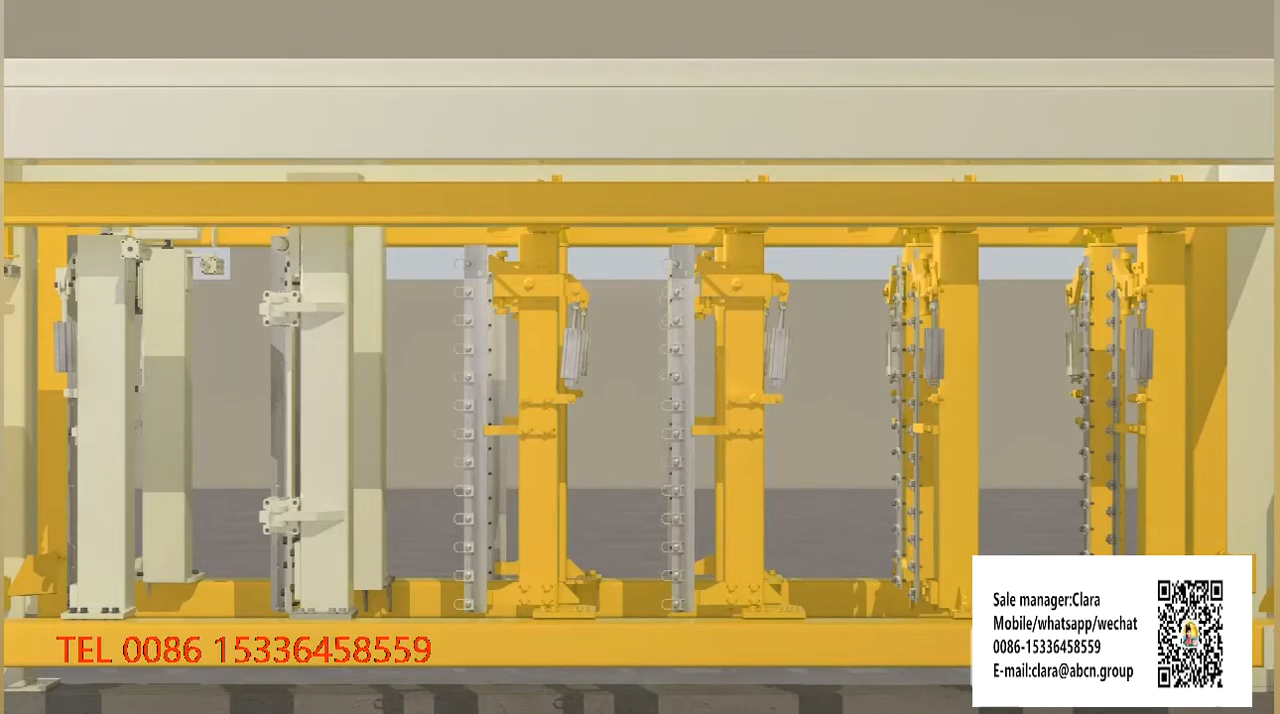 TEL 0086 15336458559
Sale manager:Clara
Mobile/whatsapp/wechat
0086-15336458559
E-mail:clara@abcn.group